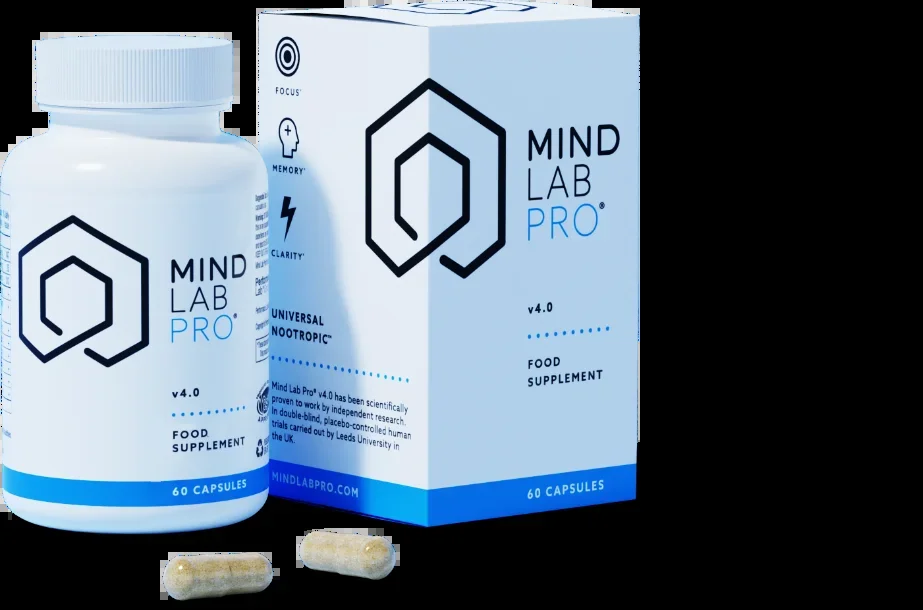 MIND
LAB
PRO®
v4.0
FOOD
SUPPLEMENT
60 CAPSULES
FOCUS*
MEMORY*
CLARITY*
UNIVERSAL
NOOTROPIC™
Mind Lab Pro® v4.0 has been scientifically
proven to work by independent research.
In double-blind, placebo-controlled human
trials carried out by Leeds University in
the UK.
MINDLABPRO.COM
MIND
LAB
PRO®
v4.0
FOOD
SUPPLEMENT
60 CAPSULES